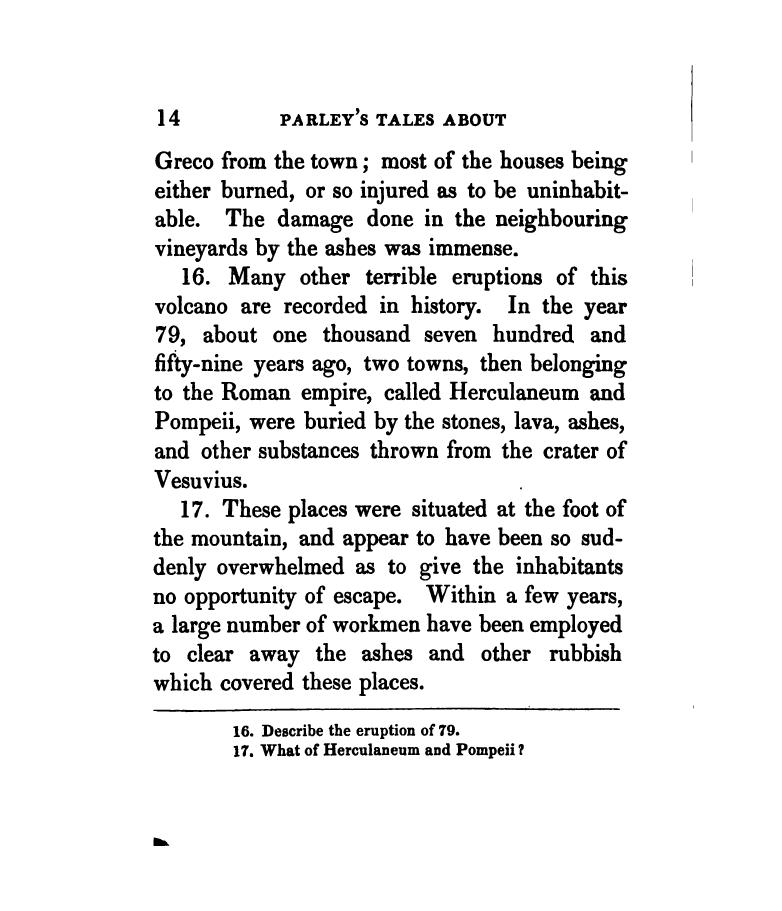 14 PARLEY'S TALES ABOUT
Greco from the town; most of the houses being
either burned, or so injured as to be uninhabit-
able. The damage done in the neighbouring
vineyards by the ashes was immense.
16. Many other terrible eruptions of this
volcano are recorded in history. In the year
79, about one thousand seven hundred and
fifty-nine years ago, two towns, then belonging
to the Roman empire, called Herculaneum and
Pompeii, were buried by the stones, lava, ashes,
and other substances thrown from the crater of
Vesuvius.
17. These places were situated at the foot of
the mountain, and appear to have been so sud-
denly overwhelmed as to give the inhabitants
no opportunity of escape. Within a few years,
a large number of workmen have been employed
to clear away the ashes and other rubbish
which covered these places.
16. Describe the eruption of 79.
17. What of Herculaneum and Pompeii?